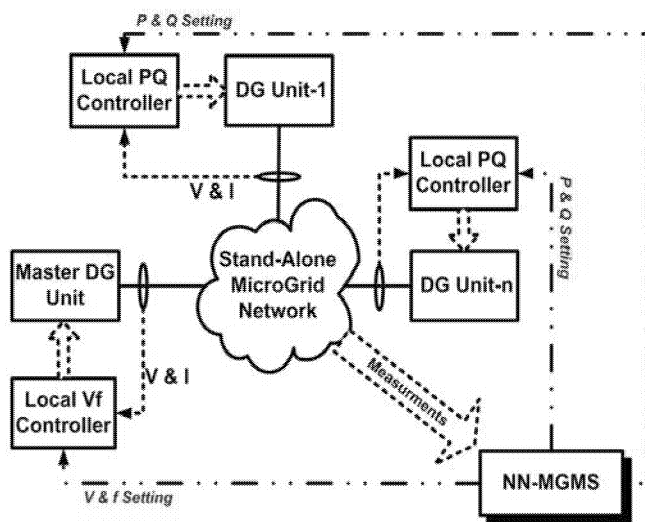 P & Q Setting
Local PQ
Controller
DG Unit-1
V & I
Local PQ
Controller
P & Q Setting
Stand-Alone
MicroGrid
Network
Master DG
Unit
DG Unit-n
V & I
Measurments
Local Vf
Controller
NN-MGMS
V & f Setting